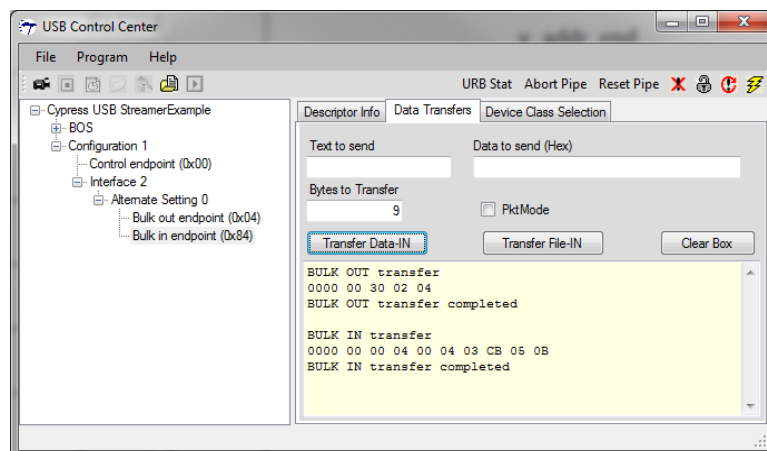 USB Control Center
File Program Help
URB Stat Abort Pipe Reset Pipe
Cypress USB StreamerExample
BOS
Configuration 1
Control endpoint (0x00)
Interface 2
Alternate Setting 0
Bulk out endpoint (0x04)
Bulk in endpoint (0x84)
Descriptor Info Data Transfers Device Class Selection
Text to send Data to send (Hex)
Bytes to Transfer
9 PktMode
Transfer Data-IN Transfer File-IN Clear Box
BULK OUT transfer
0000 00 30 02 04
BULK OUT transfer completed
BULK IN transfer
0000 00 00 04 00 04 03 CB 05 0B
BULK IN transfer completed